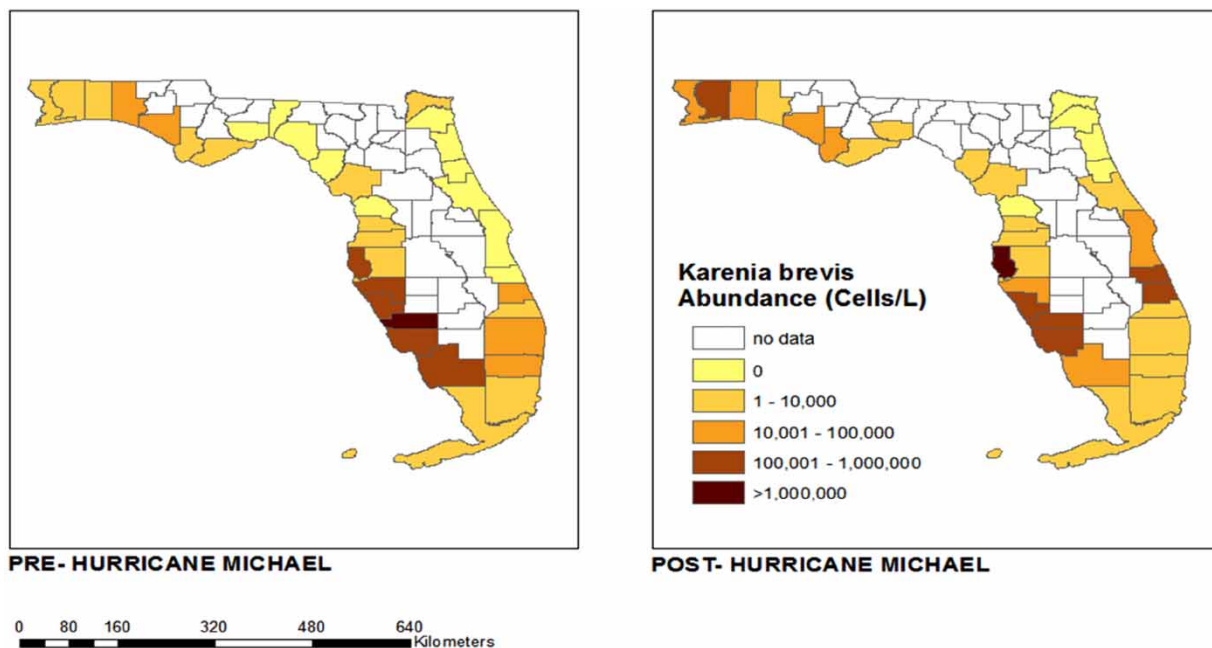 Karenia brevis
Abundance (Cells/L)
no data
0
1 - 10,000
10,001 - 100,000
100,001 - 1,000,000
>1,000,000
PRE- HURRICANE MICHAEL
POST- HURRICANE MICHAEL
0 80 160 320 480 640
Kilometers